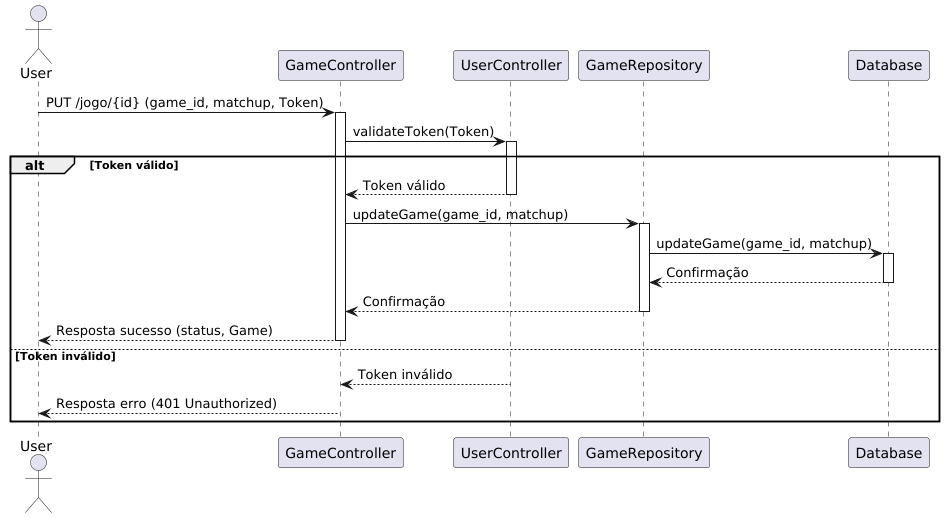 User
GameController
UserController
GameRepository
Database
PUT /jogo/{id} (game_id, matchup, Token)
validateToken(Token)
alt
[Token válido]
Token válido
updateGame(game_id, matchup)
updateGame(game_id, matchup)
Confirmação
Confirmação
Resposta sucesso (status, Game)
[Token inválido]
Token inválido
Resposta erro (401 Unauthorized)
User
GameController
UserController
GameRepository
Database